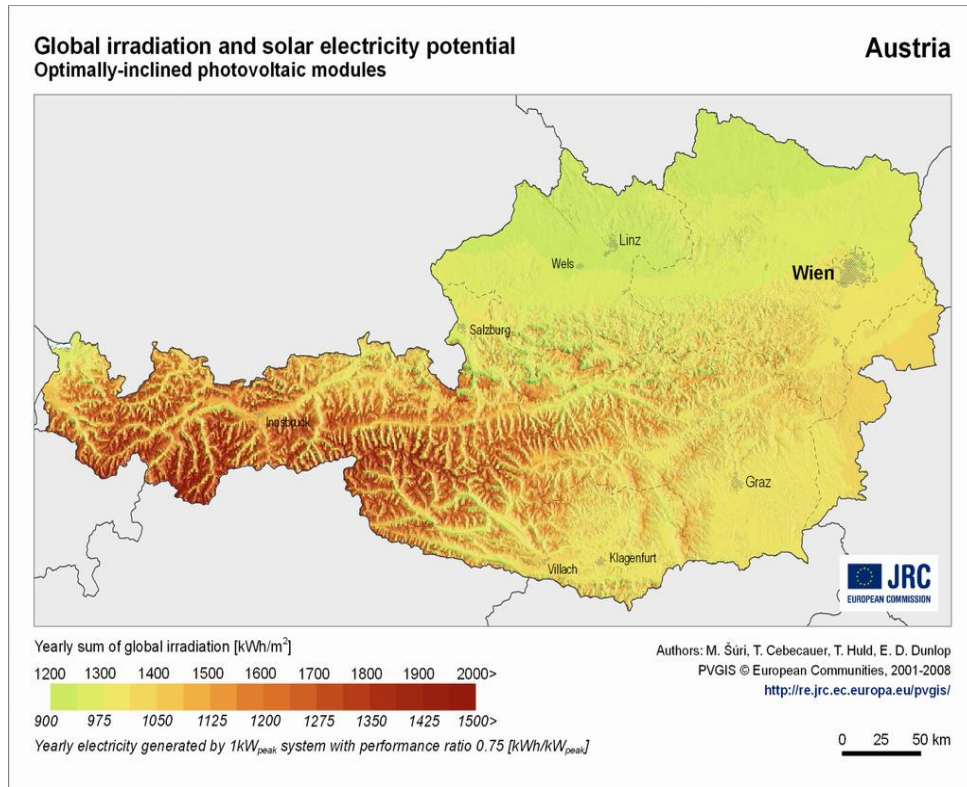 Global irradiation and solar electricity potential
Optimally-inclined photovoltaic modules
Austria
Linz
Wels
Wien
Salzburg
Innsbruck
Graz
Klagenfurt
Villach
JRC
EUROPEAN COMMISSION
Yearly sum of global irradiation [kWh/m²]
1200 1300 1400 1500 1600 1700 1800 1900 2000>
900 975 1050 1125 1200 1275 1350 1425 1500>
Yearly electricity generated by 1kWpeak system with performance ratio 0.75 [kWh/kWpeak]
Authors: M. Šúri, T. Cebecauer, T. Huld, E. D. Dunlop
PVGIS © European Communities, 2001-2008
http://re.jrc.ec.europa.eu/pvgis/
0 25 50 km